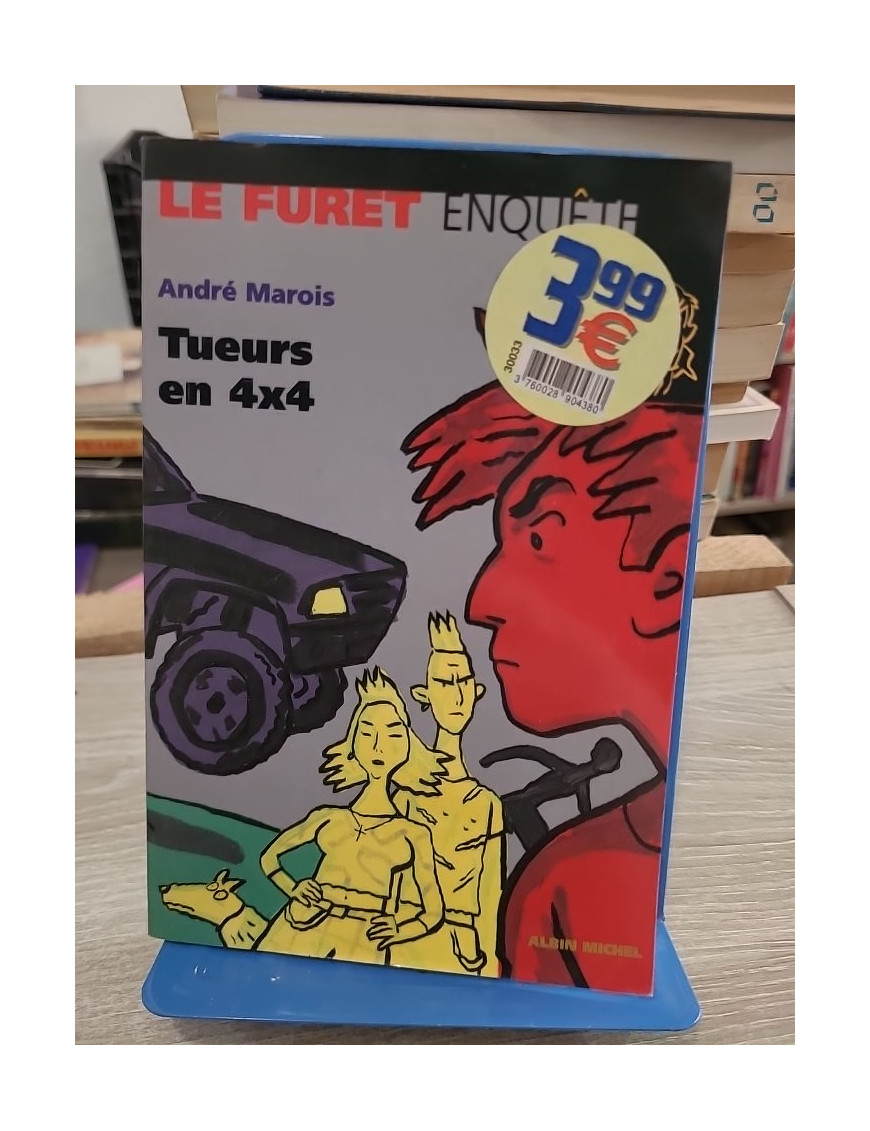 LE FURET ENQUÊTE
André Marois
Tueurs
en 4x4
3 99
€
30033
3 760028 904380
ALBIN MICHEL